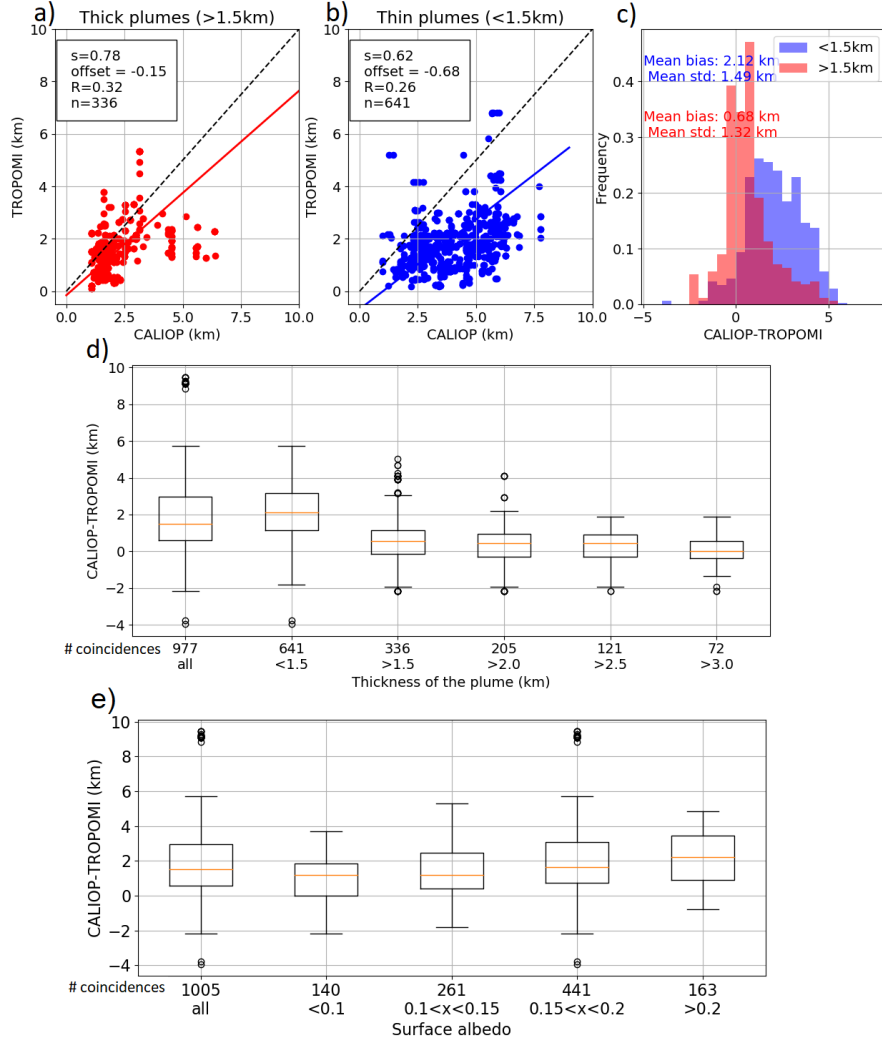 a)
Thick plumes (>1.5km)
10
8
6
4
2
0
TROPOMI (km)
s=0.78
offset = -0.15
R=0.32
n=336
0.0 2.5 5.0 7.5 10.0
CALIOP (km)
b)
Thin plumes (<1.5km)
10
8
6
4
2
0
TROPOMI (km)
s=0.62
offset = -0.68
R=0.26
n=641
0.0 2.5 5.0 7.5 10.0
CALIOP (km)
c)
<1.5km
>1.5km
Mean bias: 2.12 km
Mean std: 1.49 km
Mean bias: 0.68 km
Mean std: 1.32 km
0.4
0.3
0.2
0.1
0.0
Frequency
−5 0 5
CALIOP-TROPOMI
d)
10
8
6
4
2
0
−2
−4
CALIOP-TROPOMI (km)
# coincidences
977 641 336 205 121 72
all <1.5 >1.5 >2.0 >2.5 >3.0
Thickness of the plume (km)
e)
10
8
6
4
2
0
−2
−4
CALIOP-TROPOMI (km)
# coincidences
1005 140 261 441 163
all <0.1 0.1<x<0.15 0.15<x<0.2 >0.2
Surface albedo